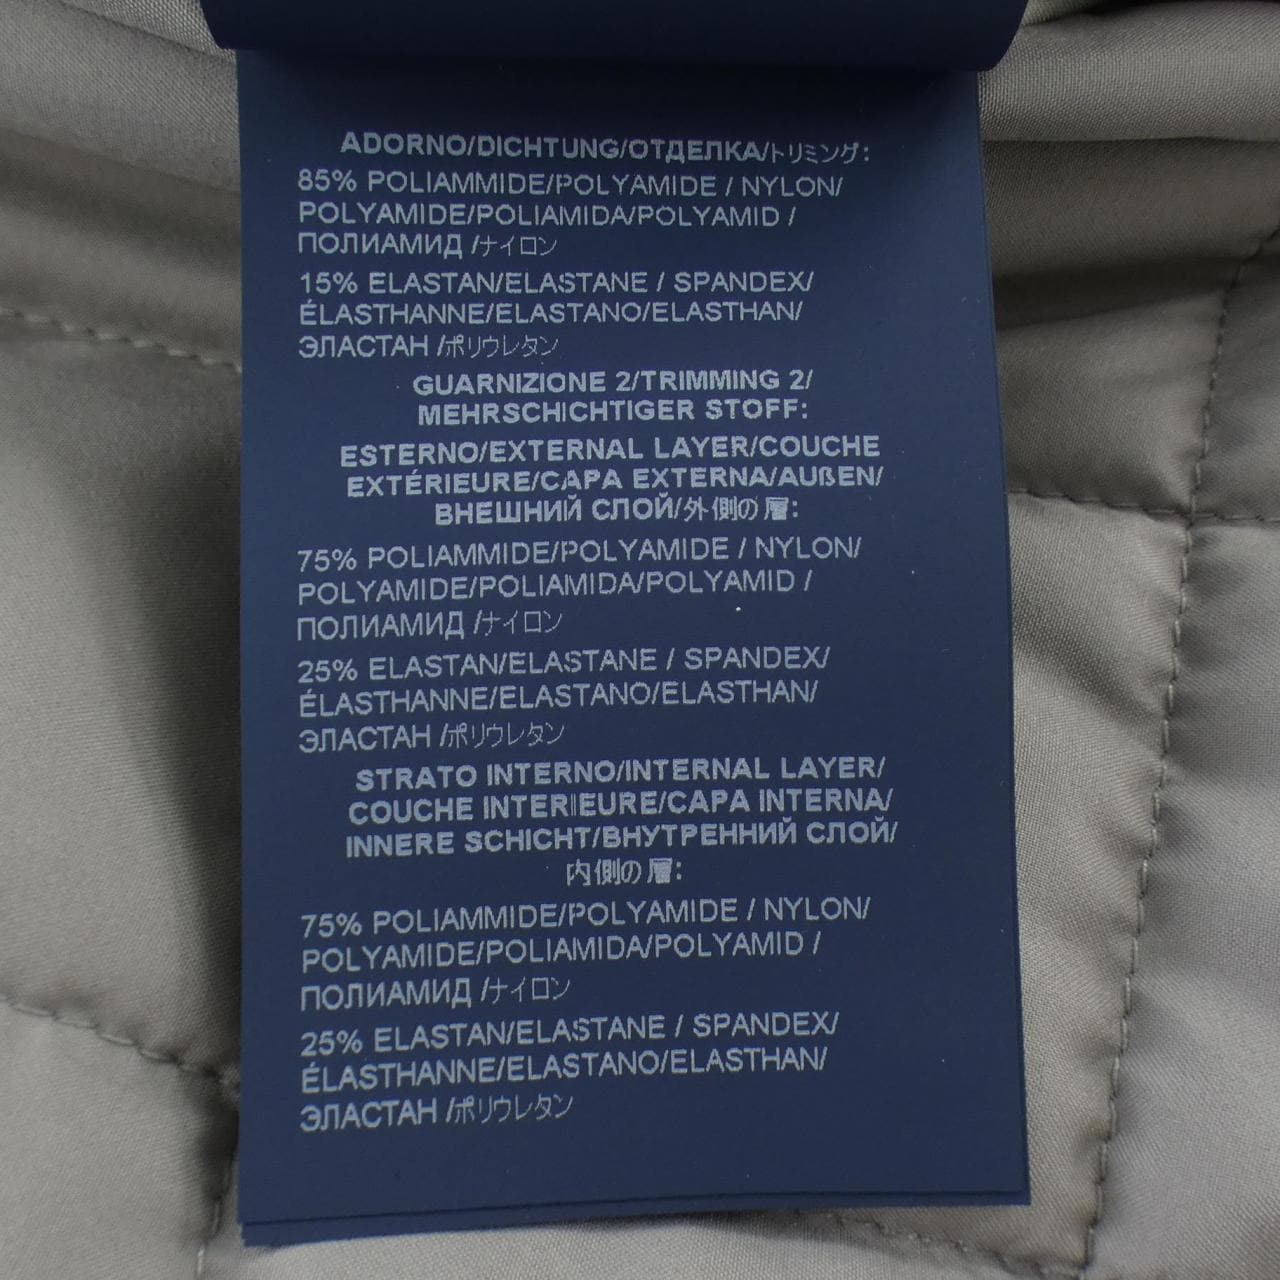 ADORNO/DICHTUNG/ОТДЕЛКА/トリミング:
85% POLIAMMIDE/POLYAMIDE / NYLON/
POLYAMIDE/POLIAMIDA/POLYAMID /
ПОЛИАМИД /ナイロン
15% ELASTAN/ELASTANE / SPANDEX/
ÉLASTHANNE/ELASTANO/ELASTHAN/
ЭЛАСТАН /ポリウレタン
GUARNIZIONE 2/TRIMMING 2/
MEHRSCHICHTIGER STOFF:
ESTERNO/EXTERNAL LAYER/COUCHE
EXTÉRIEURE/CAPA EXTERNA/AUßEN/
ВНЕШНИЙ СЛОЙ/外側の層:
75% POLIAMMIDE/POLYAMIDE / NYLON/
POLYAMIDE/POLIAMIDA/POLYAMID /
ПОЛИАМИД /ナイロン
25% ELASTAN/ELASTANE / SPANDEX/
ÉLASTHANNE/ELASTANO/ELASTHAN/
ЭЛАСТАН /ポリウレタン
STRATO INTERNO/INTERNAL LAYER/
COUCHE INTERIEURE/CAPA INTERNA/
INNERE SCHICHT/ВНУТРЕННИЙ СЛОЙ/
内側の層:
75% POLIAMMIDE/POLYAMIDE / NYLON/
POLYAMIDE/POLIAMIDA/POLYAMID /
ПОЛИАМИД /ナイロン
25% ELASTAN/ELASTANE / SPANDEX/
ÉLASTHANNE/ELASTANO/ELASTHAN/
ЭЛАСТАН /ポリウレタン